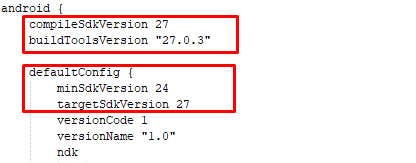 android {
compileSdkVersion 27
buildToolsVersion "27.0.3"
defaultConfig {
minSdkVersion 24
targetSdkVersion 27
versionCode 1
versionName "1.0"
ndk